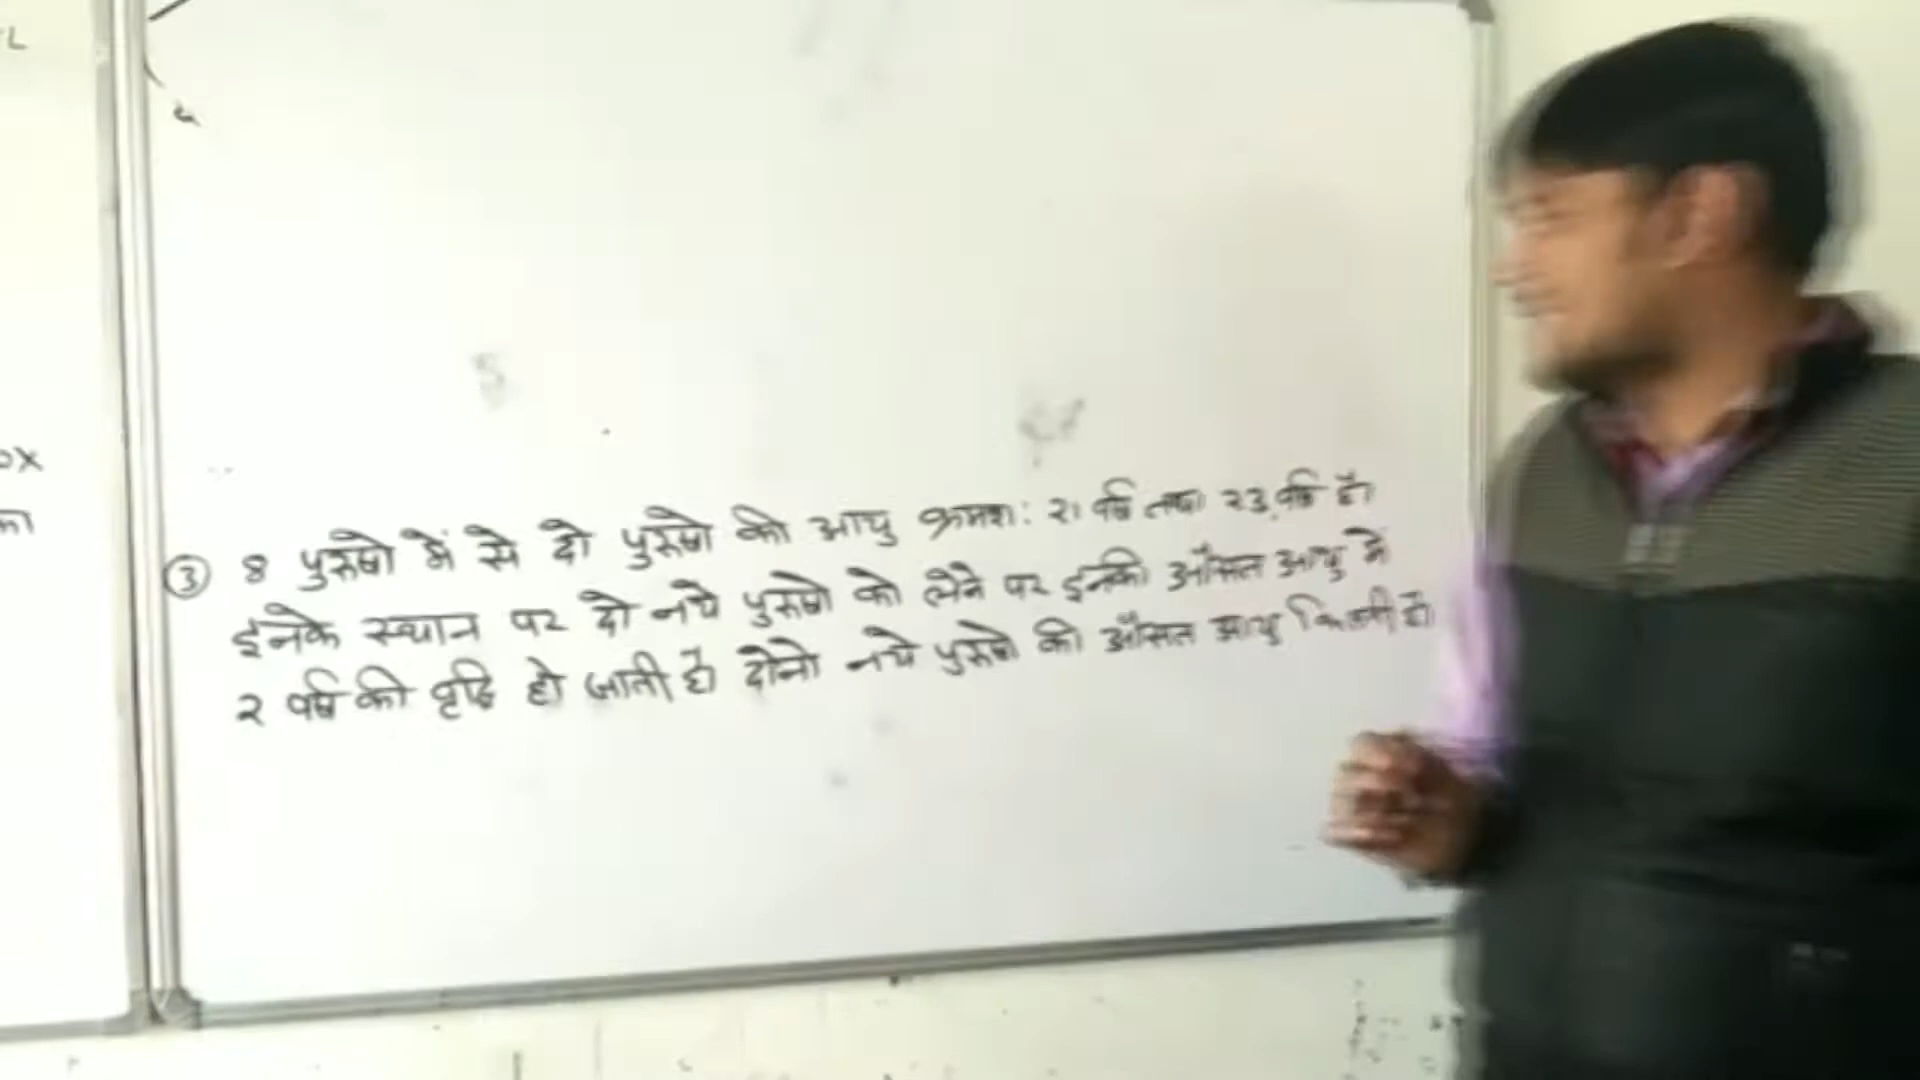 ③ 8 पुरुषो में से दो पुरुषो की आयु क्रमश: 21 वर्ष तथा 23 वर्ष है।
इनके स्थान पर दो नये पुरुषो को लेने पर इनकी औसत आयु मे
2 वर्ष की वृद्धि हो जाती है। दोनो नये पुरुषो की औसत आयु कितनी है।